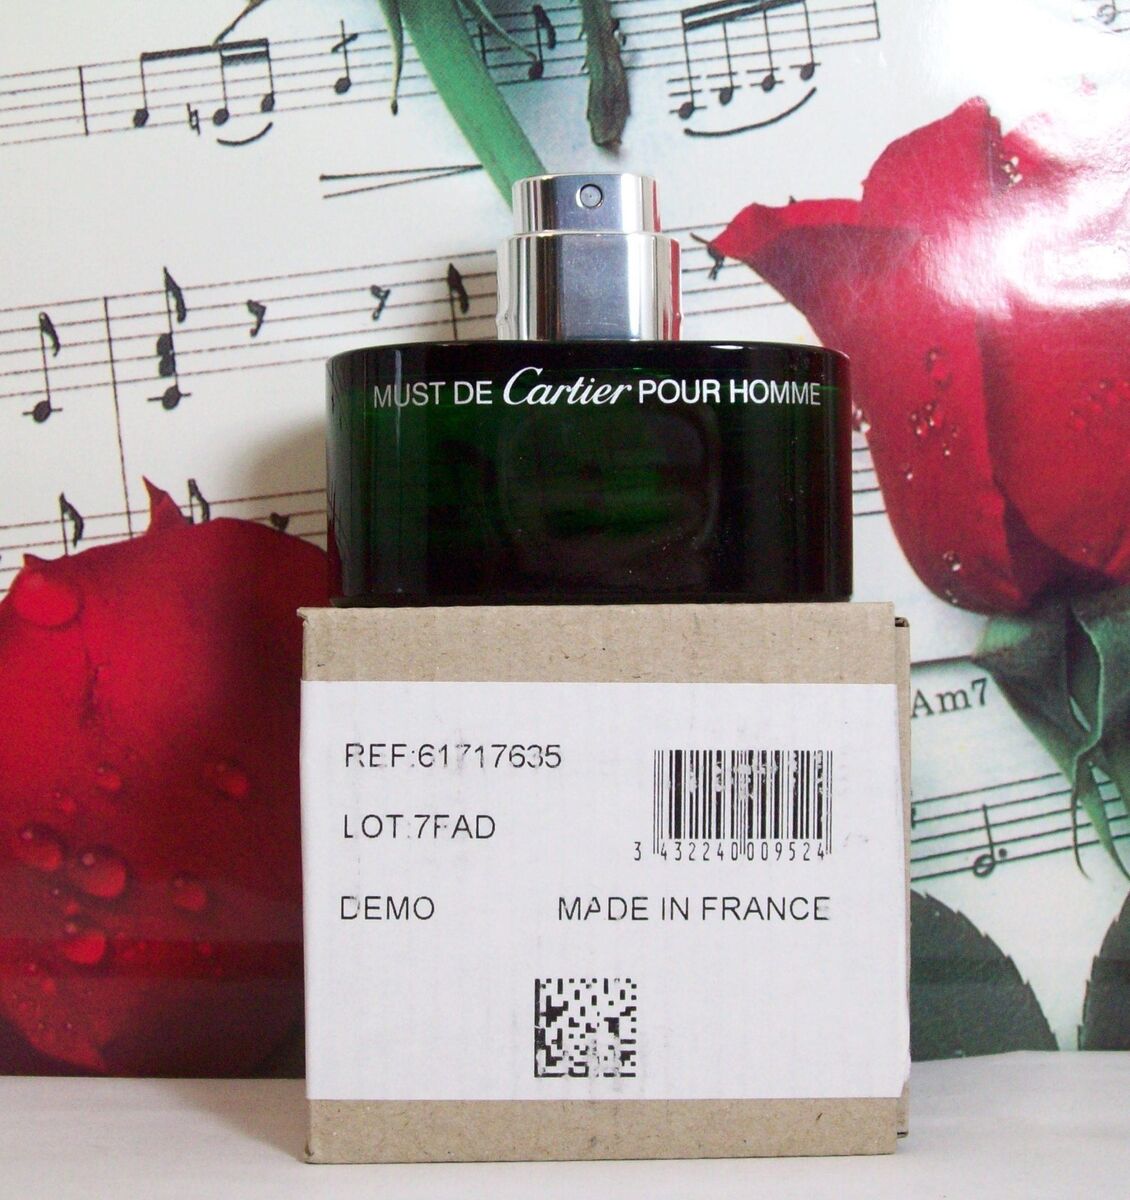 MUST DE Cartier POUR HOMME
Am7
REF:61717635
LOT:7FAD
3 432240 009524
DEMO MADE IN FRANCE